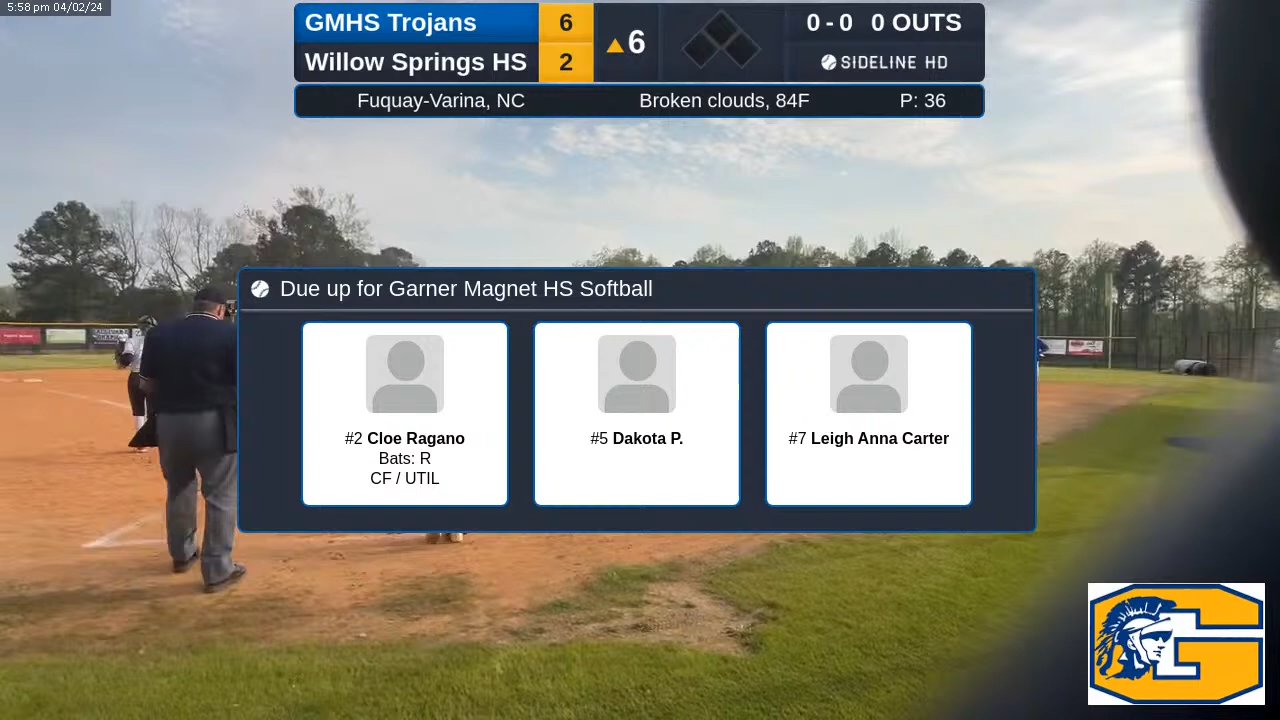 5:58 pm 04/02/24
GMHS Trojans 6
Willow Springs HS 2
6
0 - 0 0 OUTS
SIDELINE HD
Fuquay-Varina, NC Broken clouds, 84F P: 36
Due up for Garner Magnet HS Softball
#2 Cloe Ragano
Bats: R
CF / UTIL
#5 Dakota P.
#7 Leigh Anna Carter
G